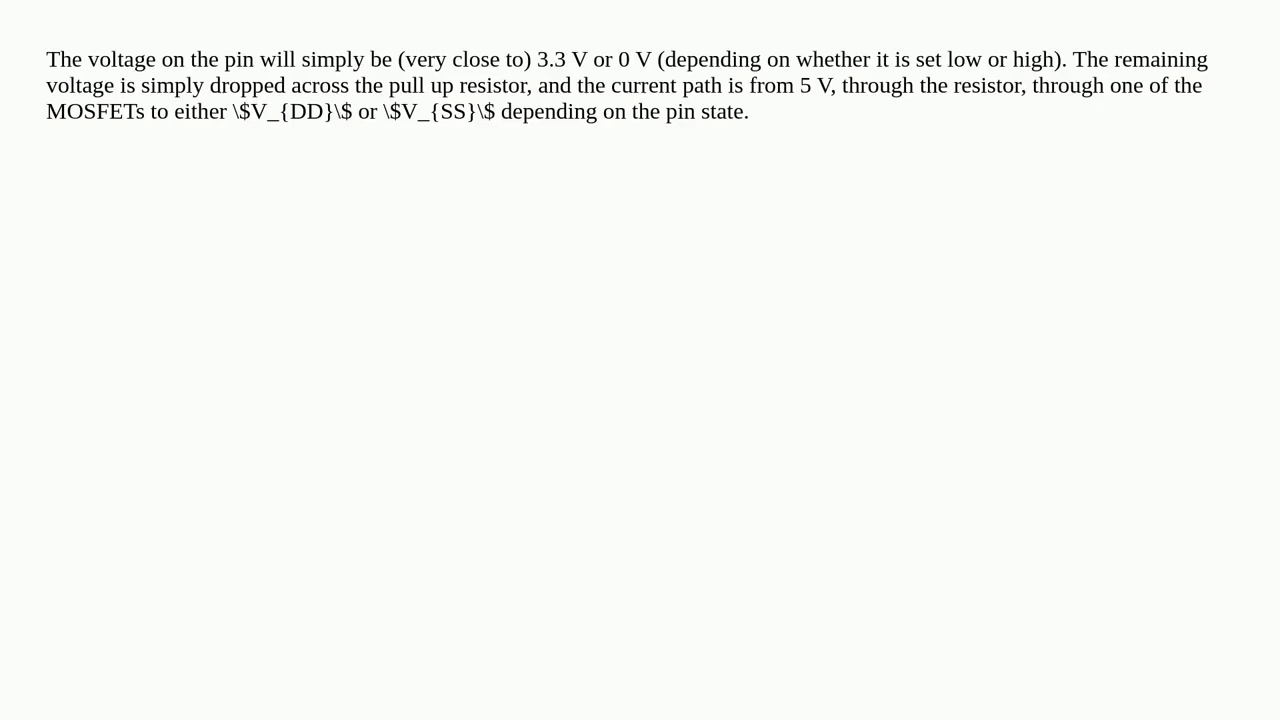 The voltage on the pin will simply be (very close to) 3.3 V or 0 V (depending on whether it is set low or high). The remaining
voltage is simply dropped across the pull up resistor, and the current path is from 5 V, through the resistor, through one of the
MOSFETs to either \$V_{DD}\$ or \$V_{SS}\$ depending on the pin state.